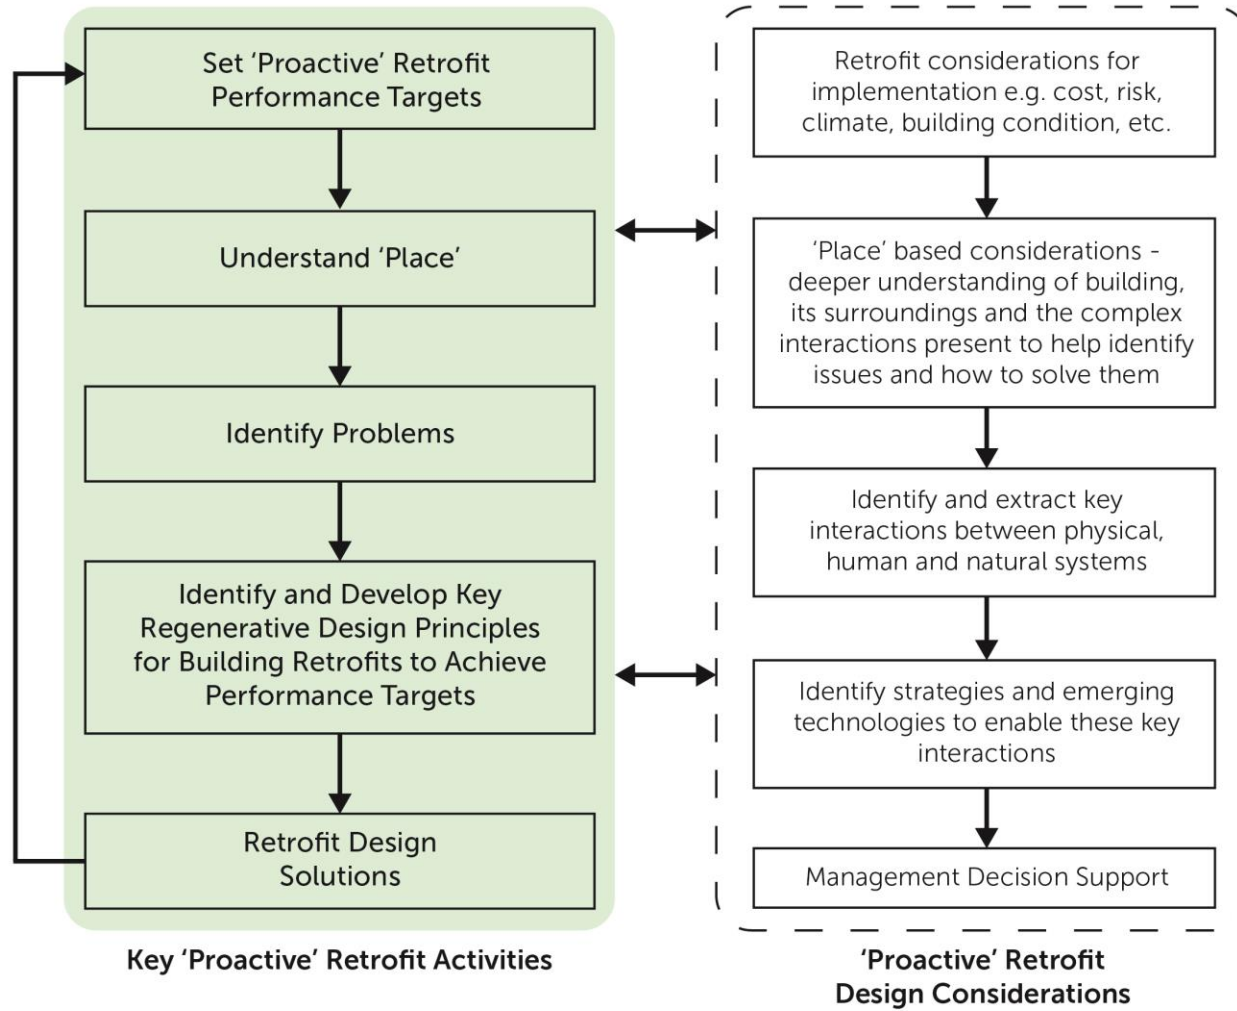 Set ‘Proactive’ Retrofit
Performance Targets
Understand ‘Place’
Identify Problems
Identify and Develop Key
Regenerative Design Principles
for Building Retrofits to Achieve
Performance Targets
Retrofit Design
Solutions
Key ‘Proactive’ Retrofit Activities
Retrofit considerations for
implementation e.g. cost, risk,
climate, building condition, etc.
‘Place’ based considerations -
deeper understanding of building,
its surroundings and the complex
interactions present to help identify
issues and how to solve them
Identify and extract key
interactions between physical,
human and natural systems
Identify strategies and emerging
technologies to enable these key
interactions
Management Decision Support
‘Proactive’ Retrofit
Design Considerations